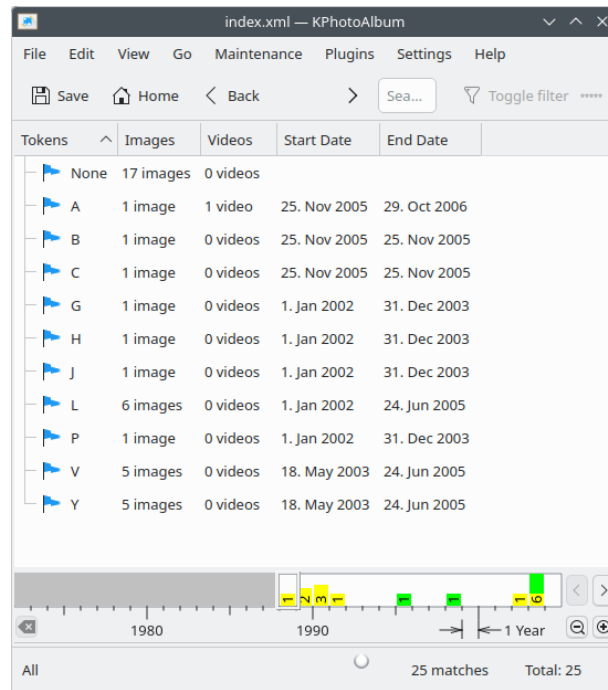 index.xml — KPhotoAlbum
File Edit View Go Maintenance Plugins Settings Help
Save Home Back Sea... Toggle filter
Tokens Images Videos Start Date End Date
None 17 images 0 videos
A 1 image 1 video 25. Nov 2005 29. Oct 2006
B 1 image 0 videos 25. Nov 2005 25. Nov 2005
C 1 image 0 videos 25. Nov 2005 25. Nov 2005
G 1 image 0 videos 1. Jan 2002 31. Dec 2003
H 1 image 0 videos 1. Jan 2002 31. Dec 2003
J 1 image 0 videos 1. Jan 2002 31. Dec 2003
L 6 images 0 videos 1. Jan 2002 24. Jun 2005
P 1 image 0 videos 1. Jan 2002 31. Dec 2003
V 5 images 0 videos 18. May 2003 24. Jun 2005
Y 5 images 0 videos 18. May 2003 24. Jun 2005
1 2 3 1 1 1 1 6
1980 1990 1 Year
All 25 matches Total: 25